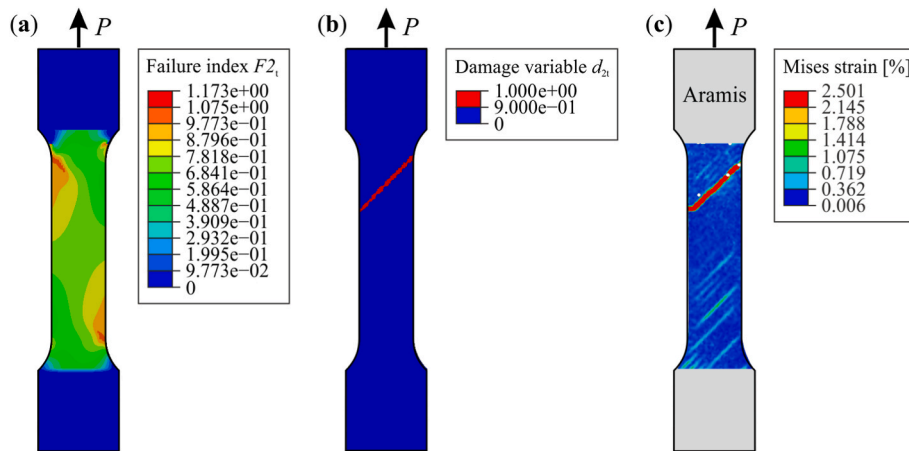 (a)
P
Failure index F2t
1.173e+00
1.075e+00
9.773e−01
8.796e−01
7.818e−01
6.841e−01
5.864e−01
4.887e−01
3.909e−01
2.932e−01
1.995e−01
9.773e−02
0
(b)
P
Damage variable d2t
1.000e+00
9.000e−01
0
(c)
P
Aramis
Mises strain [%]
2.501
2.145
1.788
1.414
1.075
0.719
0.362
0.006